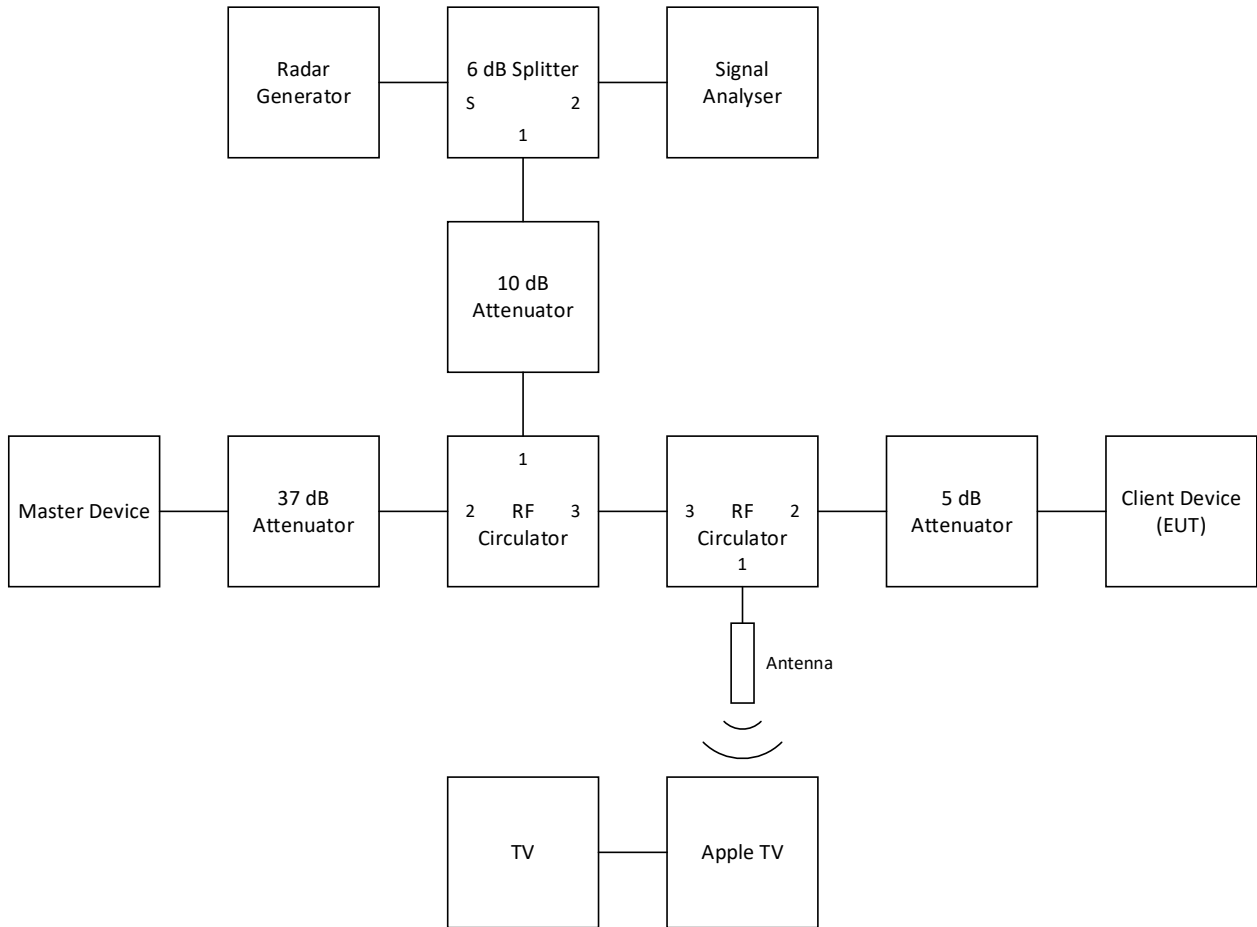 Radar
Generator
6 dB Splitter
S 2
1
Signal
Analyser
10 dB
Attenuator
Master Device
37 dB
Attenuator
1
2 RF 3
Circulator
3 RF 2
Circulator
1
5 dB
Attenuator
Client Device
(EUT)
Antenna
TV
Apple TV